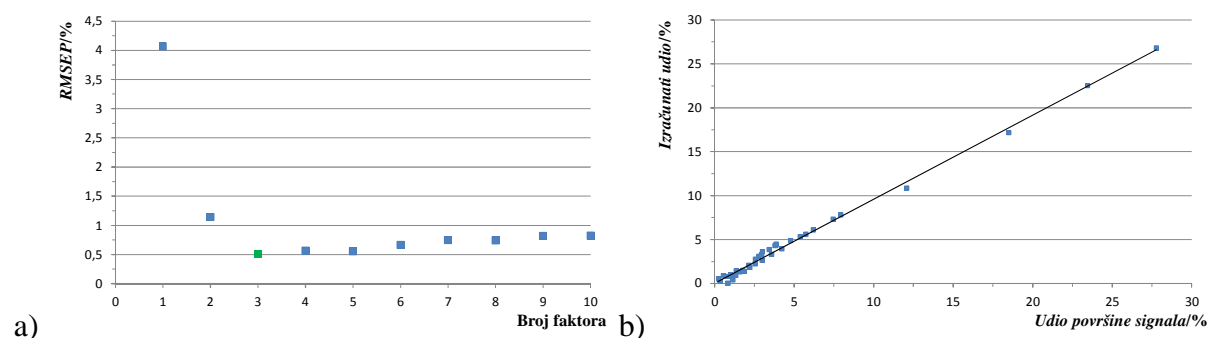 4,5
4
3,5
3
2,5
2
1,5
1
0,5
0
RMSEP/%
0 1 2 3 4 5 6 7 8 9 10
Broj faktora
a)
30
25
20
15
10
5
0
Izračunati udio/%
0 5 10 15 20 25 30
Udio površine signala/%
b)